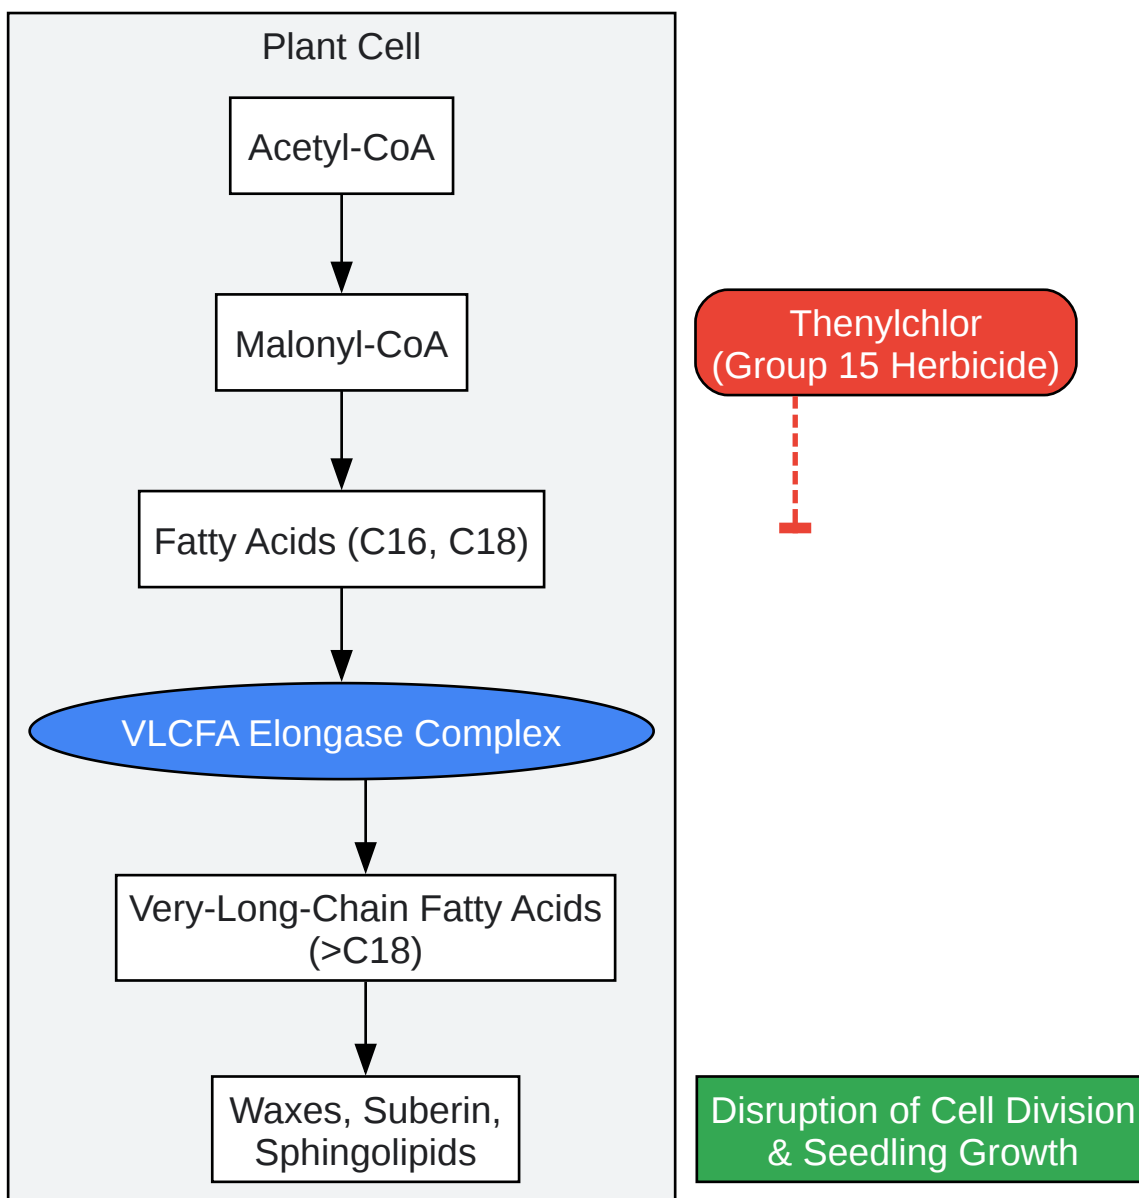 Plant Cell
Acetyl-CoA
Malonyl-CoA
Thenylchlor
(Group 15 Herbicide)
Fatty Acids (C16, C18)
VLCFA Elongase Complex
Very-Long-Chain Fatty Acids
(>C18)
Waxes, Suberin,
Sphingolipids
Disruption of Cell Division
& Seedling Growth